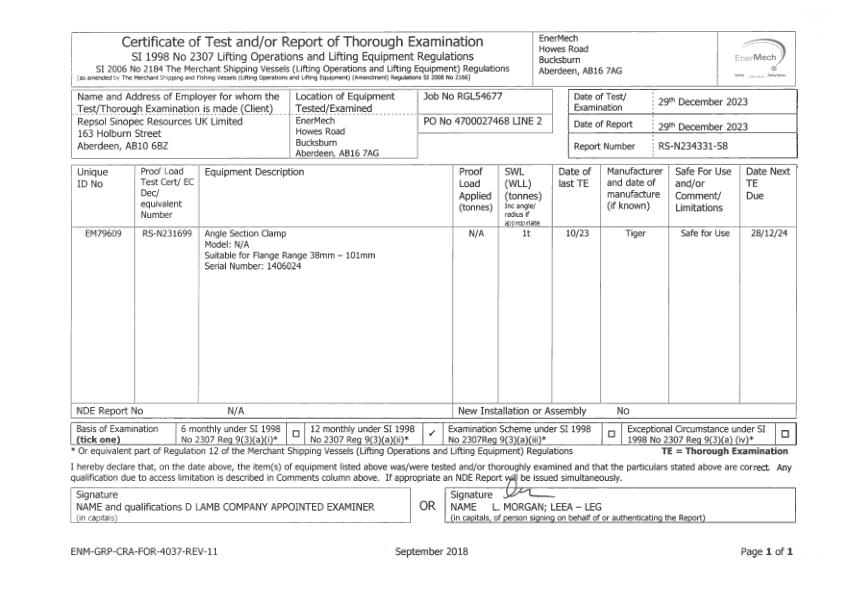 Certificate of Test and/or Report of Thorough Examination
SI 1998 No 2307 Lifting Operations and Lifting Equipment Regulations
SI 2006 No 2184 The Merchant Shipping Vessels (Lifting Operations and Lifting Equipment) Regulations
[as amended by The Merchant Shipping and Fishing Vessels (Lifting Operations and Lifting Equipment) (Amendment) Regulations SI 2008 No 2166]
EnerMech
Howes Road
Bucksburn
Aberdeen, AB16 7AG
EnerMech
Name and Address of Employer for whom the
Test/Thorough Examination is made (Client)
Repsol Sinopec Resources UK Limited
163 Holburn Street
Aberdeen, AB10 6BZ
Location of Equipment
Tested/Examined
EnerMech
Howes Road
Bucksburn
Aberdeen, AB16 7AG
Job No RGL54677
PO No 4700027468 LINE 2
Date of Test/
Examination
29th December 2023
Date of Report
29th December 2023
Report Number
RS-N234331-58
Unique
ID No
Proof Load
Test Cert/ EC
Dec/
equivalent
Number
Equipment Description
Proof
Load
Applied
(tonnes)
SWL
(WLL)
(tonnes)
Inc angle/
radius if
appropriate
Date of
last TE
Manufacturer
and date of
manufacture
(if known)
Safe For Use
and/or
Comment/
Limitations
Date Next
TE
Due
EM79609
RS-N231699
Angle Section Clamp
Model: N/A
Suitable for Flange Range 38mm – 101mm
Serial Number: 1406024
N/A
1t
10/23
Tiger
Safe for Use
28/12/24
NDE Report No N/A
New Installation or Assembly No
Basis of Examination
(tick one)
6 monthly under SI 1998
No 2307 Reg 9(3)(a)(i)* ☐
12 monthly under SI 1998
No 2307 Reg 9(3)(a)(ii)* ✓
Examination Scheme under SI 1998
No 2307Reg 9(3)(a)(iii)* ☐
Exceptional Circumstance under SI
1998 No 2307 Reg 9(3)(a) (iv)* ☐
* Or equivalent part of Regulation 12 of the Merchant Shipping Vessels (Lifting Operations and Lifting Equipment) Regulations
TE = Thorough Examination
I hereby declare that, on the date above, the item(s) of equipment listed above was/were tested and/or thoroughly examined and that the particulars stated above are correct. Any
qualification due to access limitation is described in Comments column above. If appropriate an NDE Report will be issued simultaneously.
Signature
NAME and qualifications D LAMB COMPANY APPOINTED EXAMINER
(in capitals)
OR
Signature
NAME L. MORGAN; LEEA – LEG
(in capitals, of person signing on behalf of or authenticating the Report)
ENM-GRP-CRA-FOR-4037-REV-11
September 2018
Page 1 of 1